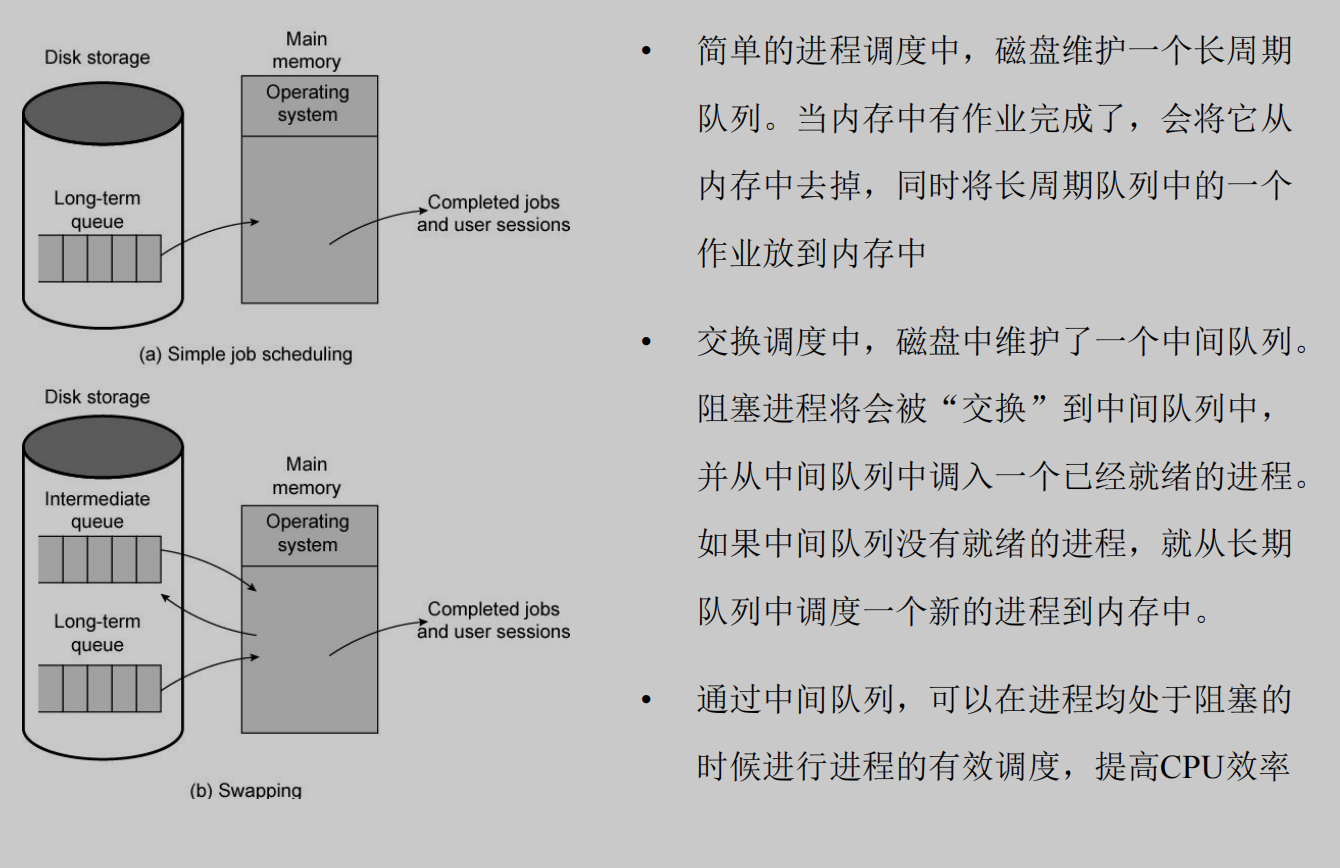 Disk storage
Main
memory
Operating
system
Long-term
queue
Completed jobs
and user sessions
(a) Simple job scheduling
Disk storage
Main
memory
Intermediate
queue
Operating
system
Long-term
queue
Completed jobs
and user sessions
(b) Swapping
• 简单的进程调度中，磁盘维护一个长周期
队列。当内存中有作业完成了，会将它从
内存中去掉，同时将长周期队列中的一个
作业放到内存中
• 交换调度中，磁盘中维护了一个中间队列。
阻塞进程将会被“交换”到中间队列中，
并从中间队列中调入一个已经就绪的进程。
如果中间队列没有就绪的进程，就从长期
队列中调度一个新的进程到内存中。
• 通过中间队列，可以在进程均处于阻塞的
时候进行进程的有效调度，提高CPU效率